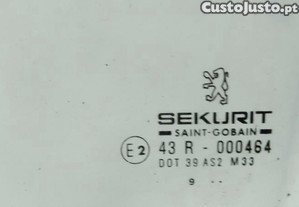 CustoJusto.pt
SEKURIT
SAINT-GOBAIN
E2 43 R - 000464
DOT 39 AS2 M33
9